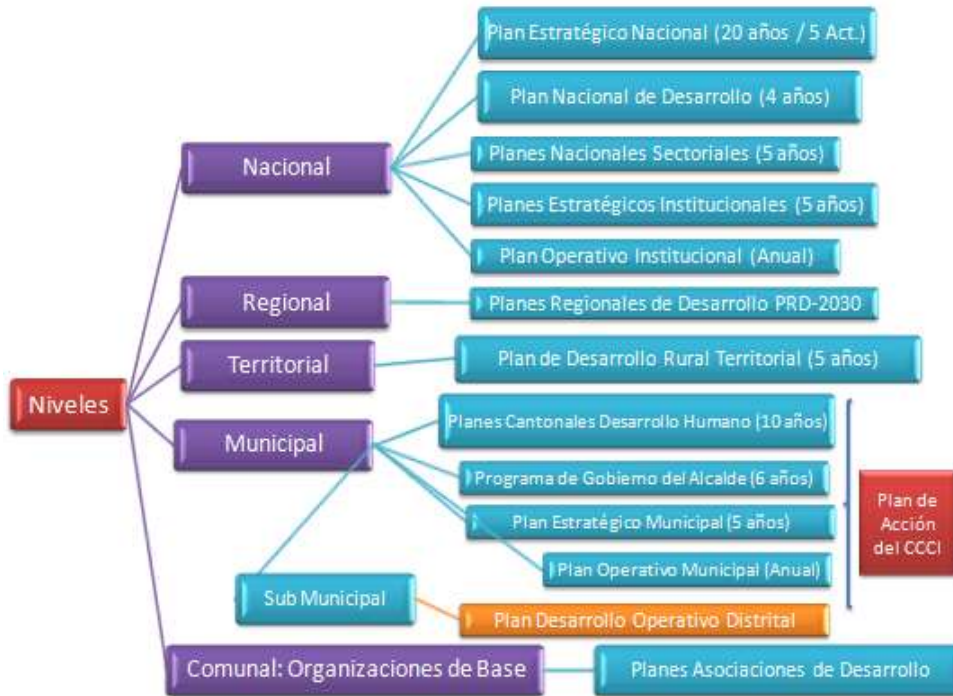 Niveles
Nacional
Plan Estratégico Nacional (20 años / 5 Act.)
Plan Nacional de Desarrollo (4 años)
Planes Nacionales Sectoriales (5 años)
Planes Estratégicos Institucionales (5 años)
Plan Operativo Institucional (Anual)
Regional
Planes Regionales de Desarrollo PRD-2030
Territorial
Plan de Desarrollo Rural Territorial (5 años)
Municipal
Planes Cantonales Desarrollo Humano (10 años)
Programa de Gobierno del Alcalde (6 años)
Plan Estratégico Municipal (5 años)
Plan Operativo Municipal (Anual)
Sub Municipal
Plan Desarrollo Operativo Distrital
Plan de
Acción
del CCCI
Comunal: Organizaciones de Base
Planes Asociaciones de Desarrollo